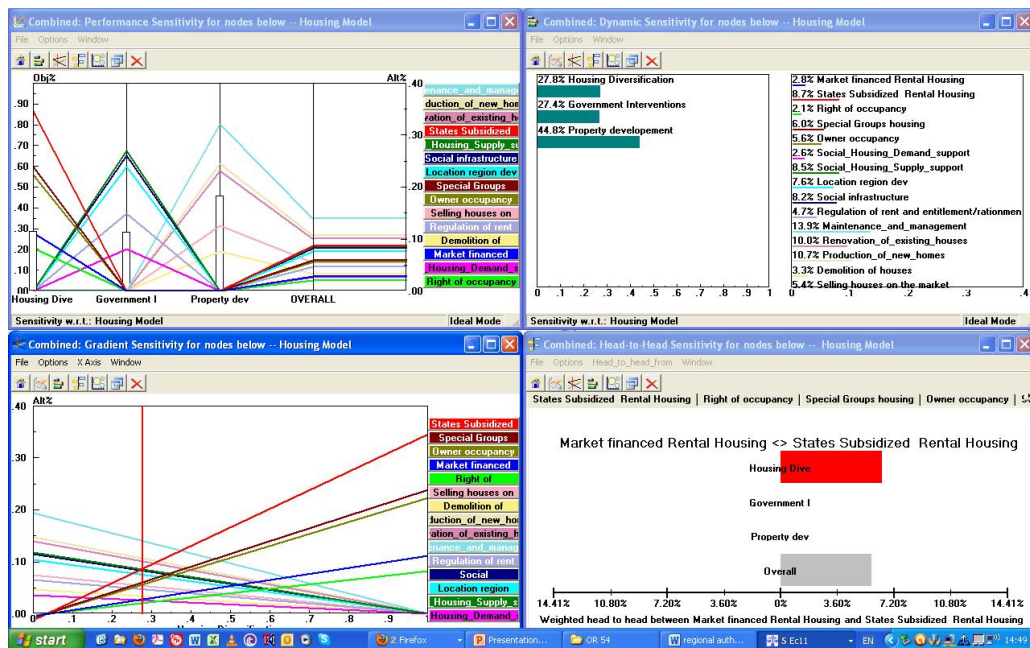 Combined: Performance Sensitivity for nodes below -- Housing Model
File Options Window
Obj% Alt%
.90
.80
.70
.60
.50
.40
.30
.20
.10
.00
.40
.30
.20
.10
.00
enance_and_manag
duction_of_new_hom
vation_of_existing_h
States Subsidized
Housing_Supply_su
Social infrastructure
Location region dev
Special Groups
Owner occupancy
Selling houses on
Regulation of rent
Demolition of
Market financed
Housing_Demand_s
Right of occupancy
Housing Dive Government I Property dev OVERALL
Sensitivity w.r.t.: Housing Model Ideal Mode
Combined: Dynamic Sensitivity for nodes below -- Housing Model
File Options Window
27.8% Housing Diversification
27.4% Government Interventions
44.8% Property developement
0 .1 .2 .3 .4 .5 .6 .7 .8 .9 1
2.8% Market financed Rental Housing
8.7% States Subsidized Rental Housing
2.1% Right of occupancy
6.0% Special Groups housing
5.6% Owner occupancy
2.6% Social_Housing_Demand_support
8.5% Social_Housing_Supply_support
7.6% Location region dev
8.2% Social infrastructure
4.7% Regulation of rent and entitlement/rationmen
13.9% Maintenance_and_management
10.0% Renovation_of_existing_houses
10.7% Production_of_new_homes
3.3% Demolition of houses
5.4% Selling houses on the market
0 .1 .2 .3 .4
Sensitivity w.r.t.: Housing Model Ideal Mode
Combined: Gradient Sensitivity for nodes below -- Housing Model
File Options X Axis Window
Alt%
.40
.30
.20
.10
.00
0 .1 .2 .3 .4 .5 .6 .7 .8 .9
States Subsidized
Special Groups
Owner occupancy
Market financed
Right of
Selling houses on
Demolition of
duction_of_new_hom
vation_of_existing_h
enance_and_manag
Regulation of rent
Social
Location region
Housing_Supply_s
Housing_Demand_s
Combined: Head-to-Head Sensitivity for nodes below -- Housing Model
File Options Head_to_head_from Window
States Subsidized Rental Housing | Right of occupancy | Special Groups housing | Owner occupancy |
Market financed Rental Housing <> States Subsidized Rental Housing
Housing Dive
Government I
Property dev
Overall
14.41% 10.80% 7.20% 3.60% 0% 3.60% 7.20% 10.80% 14.41%
Weighted head to head between Market financed Rental Housing and States Subsidized Rental Housing
start 2 Firefox Presentation... OR 54 regional auth... 5 Ec11 EN 14:49